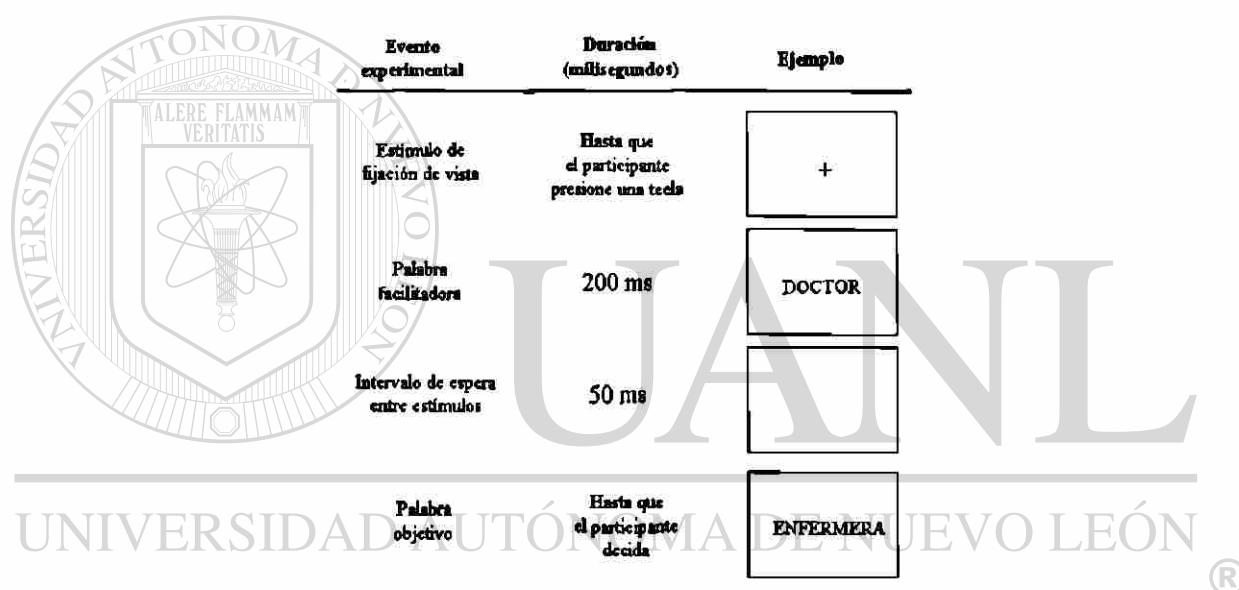 Evento
experimental
Duración
(milisegundos)
Ejemplo
Estímulo de
fijación de vista
Hasta que
el participante
presione una tecla
+
Palabra
facilitadora
200 ms
DOCTOR
Intervalo de espera
entre estímulos
50 ms
Palabra
objetivo
Hasta que
el participante
decida
ENFERMERA
UNIVERSIDAD AVTONOMA DE NVEVO LEON
ALERE FLAMMAM
VERITATIS
UANL
UNIVERSIDAD AUTÓNOMA DE NUEVO LEÓN
®